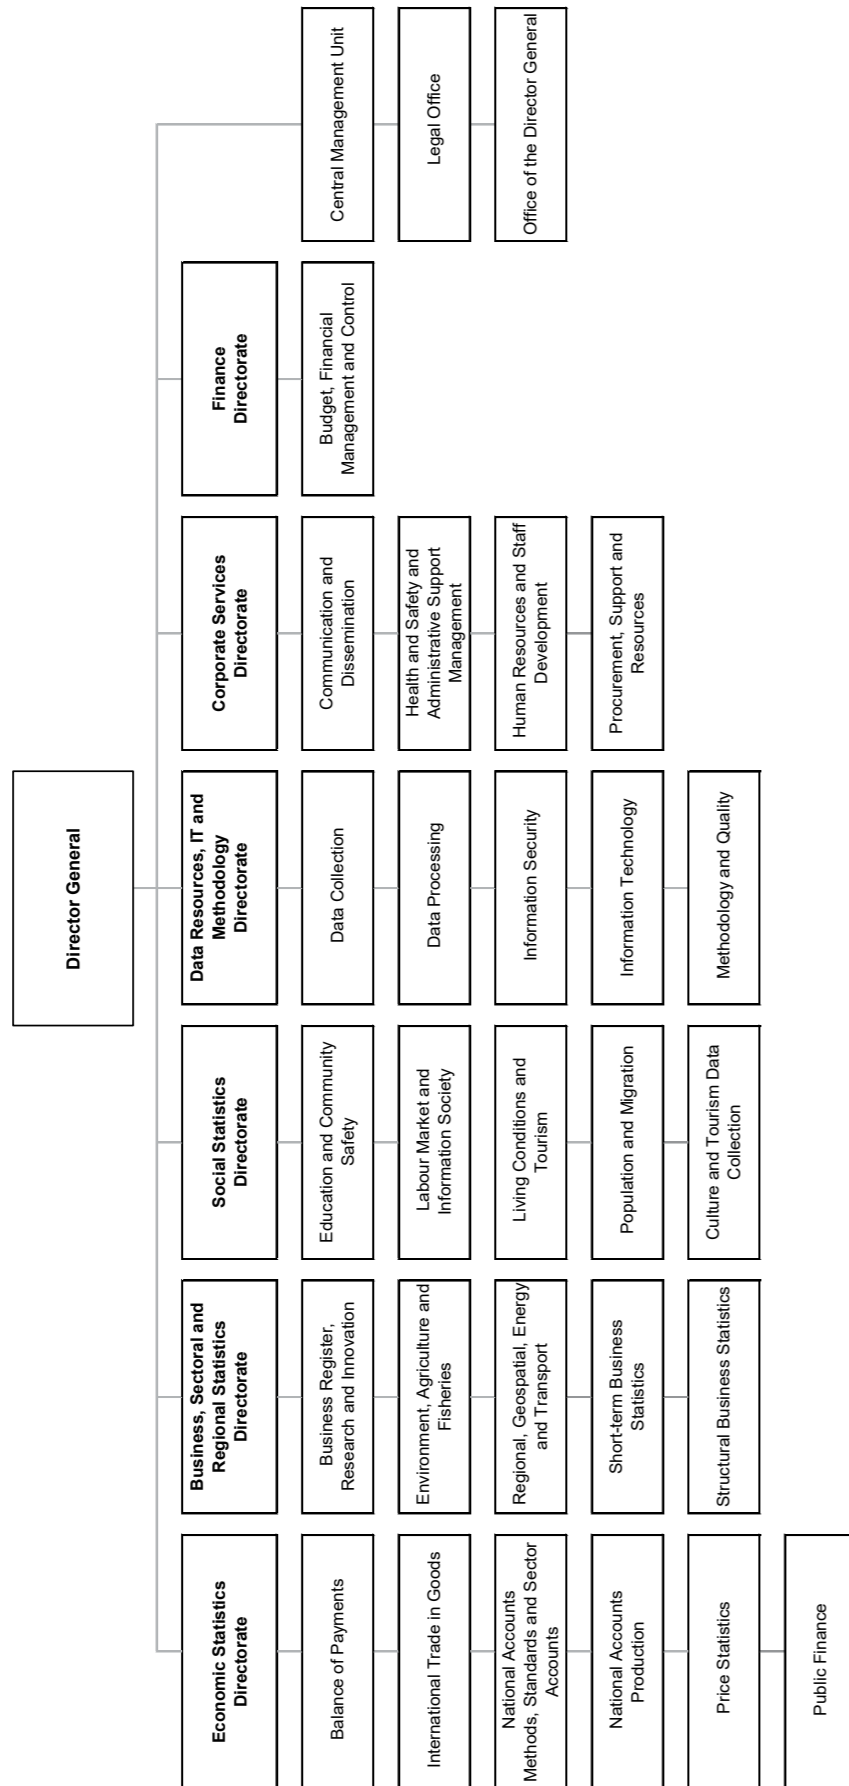 Director General
Economic Statistics
Directorate
Balance of Payments
International Trade in Goods
National Accounts
Methods, Standards and Sector
Accounts
National Accounts
Production
Price Statistics
Public Finance
Business, Sectoral and
Regional Statistics
Directorate
Business Register,
Research and Innovation
Environment, Agriculture and
Fisheries
Regional, Geospatial, Energy
and Transport
Short-term Business
Statistics
Structural Business Statistics
Social Statistics
Directorate
Education and Community
Safety
Labour Market and
Information Society
Living Conditions and
Tourism
Population and Migration
Culture and Tourism Data
Collection
Data Resources, IT and
Methodology
Directorate
Data Collection
Data Processing
Information Security
Information Technology
Methodology and Quality
Corporate Services
Directorate
Communication and
Dissemination
Health and Safety and
Administrative Support
Management
Human Resources and Staff
Development
Procurement, Support and
Resources
Finance
Directorate
Budget, Financial
Management and Control
Central Management Unit
Legal Office
Office of the Director General